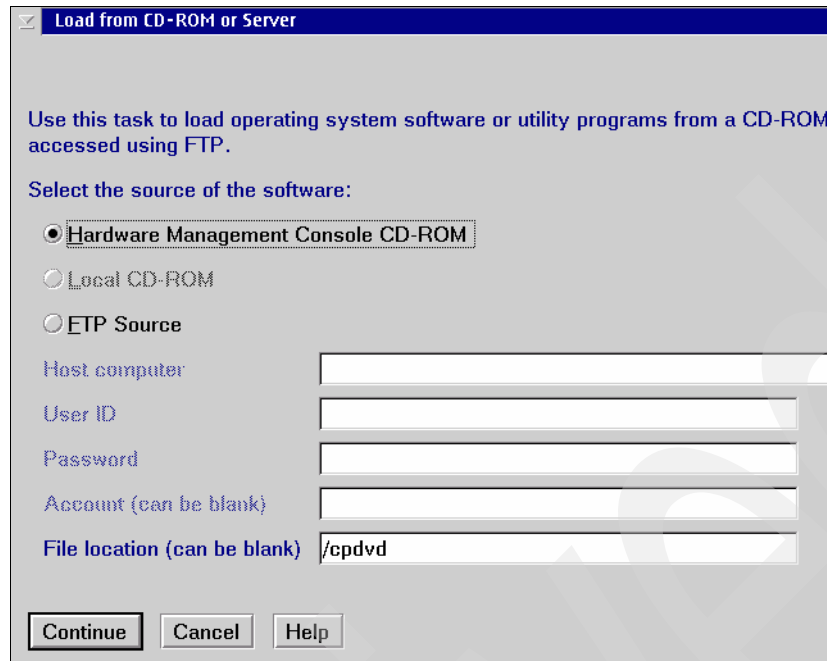 Load from CD-ROM or Server
Use this task to load operating system software or utility programs from a CD-ROM
accessed using FTP.
Select the source of the software:
Hardware Management Console CD-ROM
Local CD-ROM
FTP Source
Host computer
User ID
Password
Account (can be blank)
File location (can be blank) /cpdvd
Continue Cancel Help